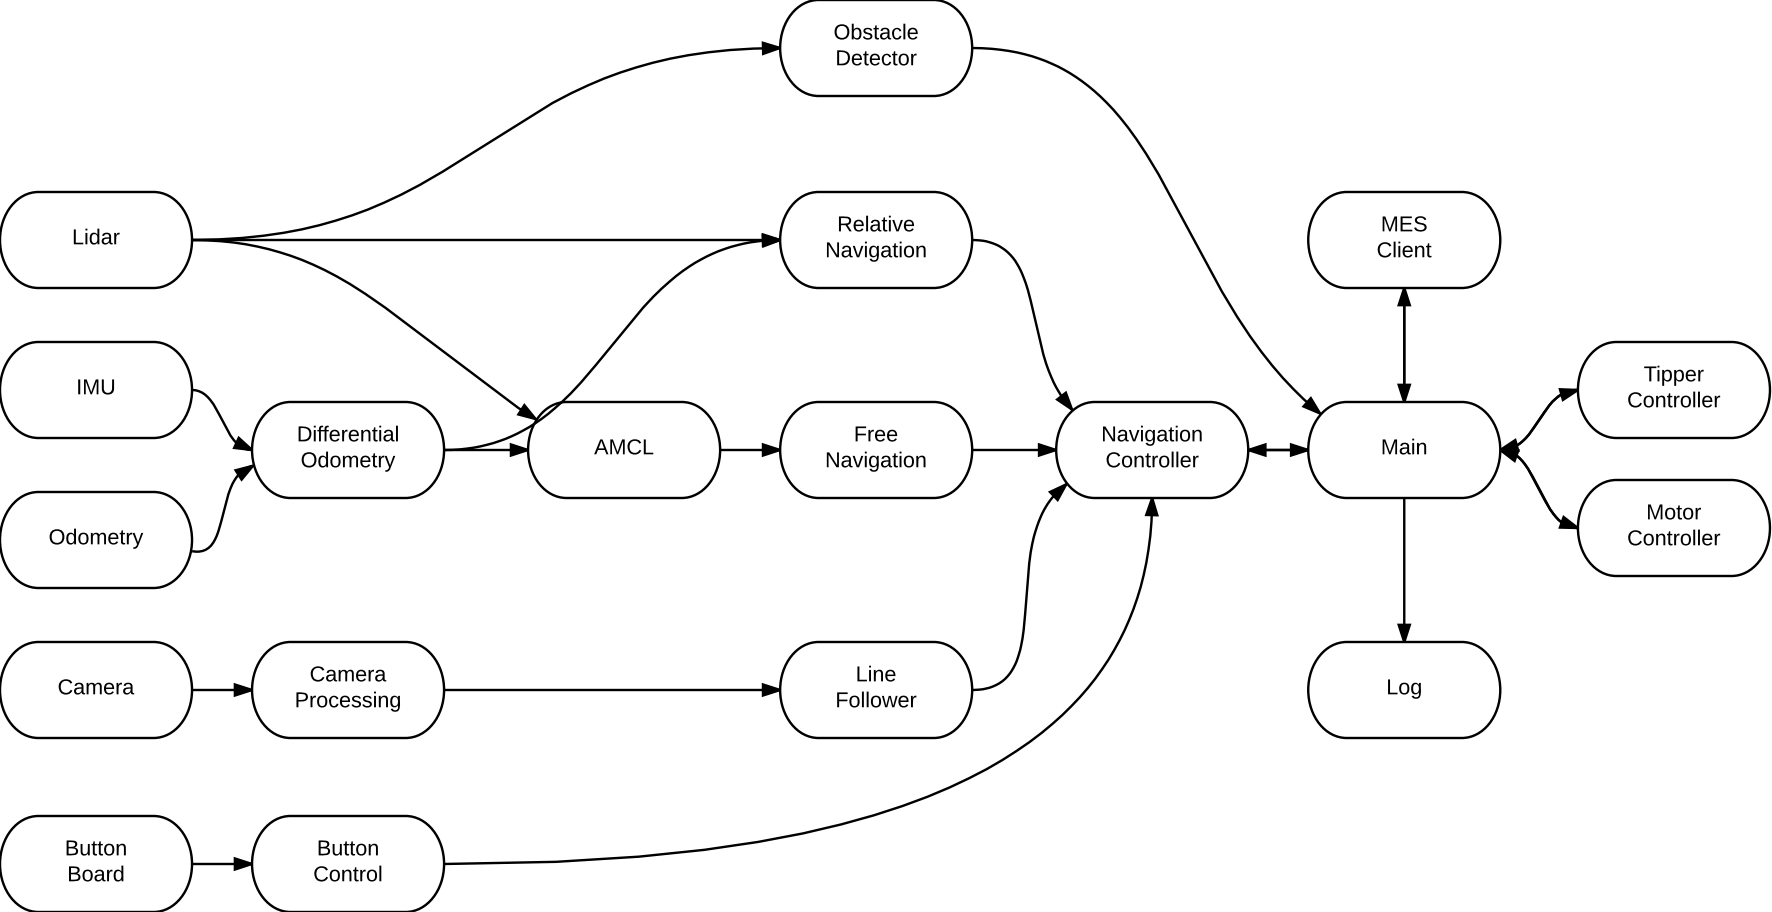 Obstacle
Detector
Lidar
Relative
Navigation
MES
Client
IMU
Tipper
Controller
Differential
Odometry
AMCL
Free
Navigation
Navigation
Controller
Main
Odometry
Motor
Controller
Camera
Camera
Processing
Line
Follower
Log
Button
Board
Button
Control